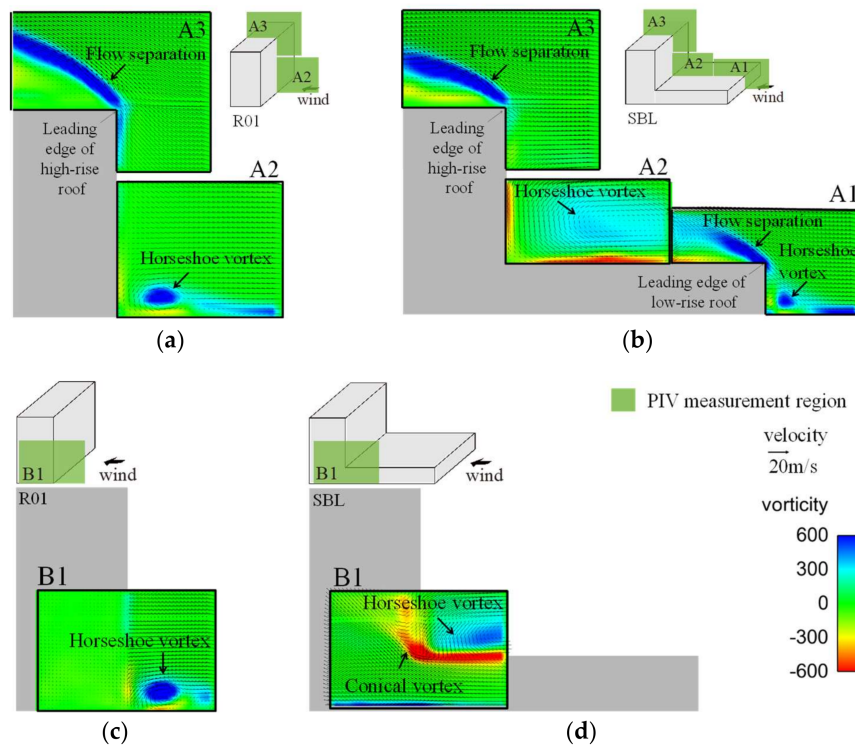 A3
Flow separation
A3
A2
wind
R01
Leading
edge of
high-rise
roof
A2
Horseshoe vortex
(a)
A3
Flow separation
A3
A2
A1
wind
SBL
Leading
edge of
high-rise
roof
A2
Horseshoe vortex
A1
Flow separation
Horseshoe
vortex
Leading edge of
low-rise roof
(b)
B1
wind
R01
B1
Horseshoe vortex
(c)
B1
wind
SBL
B1
Horseshoe vortex
Conical vortex
(d)
PIV measurement region
velocity
20m/s
vorticity
600
300
0
-300
-600